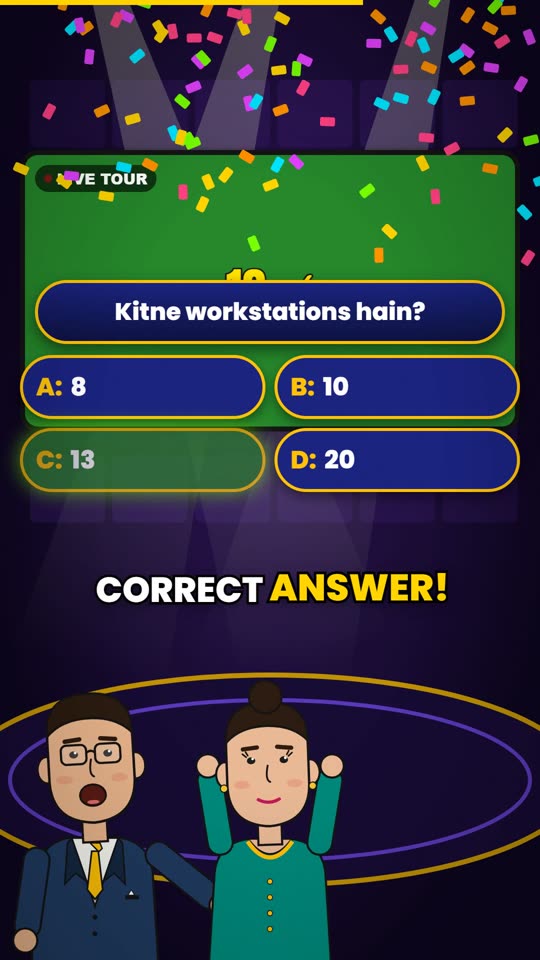 LIVE TOUR
Kitne workstations hain?
A: 8
B: 10
C: 13
D: 20
CORRECT ANSWER!